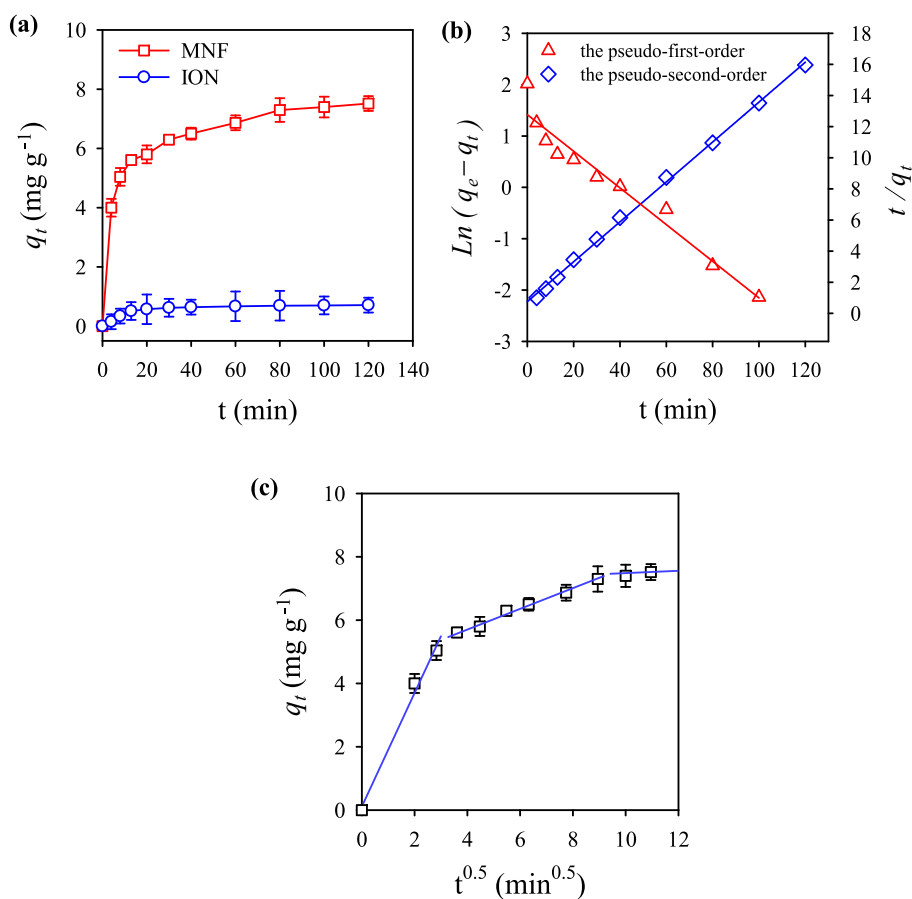 (a)
MNF
ION
10
8
6
4
2
0
q_t (mg g⁻¹)
0 20 40 60 80 100 120 140
t (min)
(b)
the pseudo-first-order
the pseudo-second-order
3
2
1
0
-1
-2
-3
Ln ( q_e − q_t )
18
16
14
12
10
8
6
4
2
0
t / q_t
0 20 40 60 80 100 120
t (min)
(c)
10
8
6
4
2
0
q_t (mg g⁻¹)
0 2 4 6 8 10 12
t^0.5 (min^0.5)